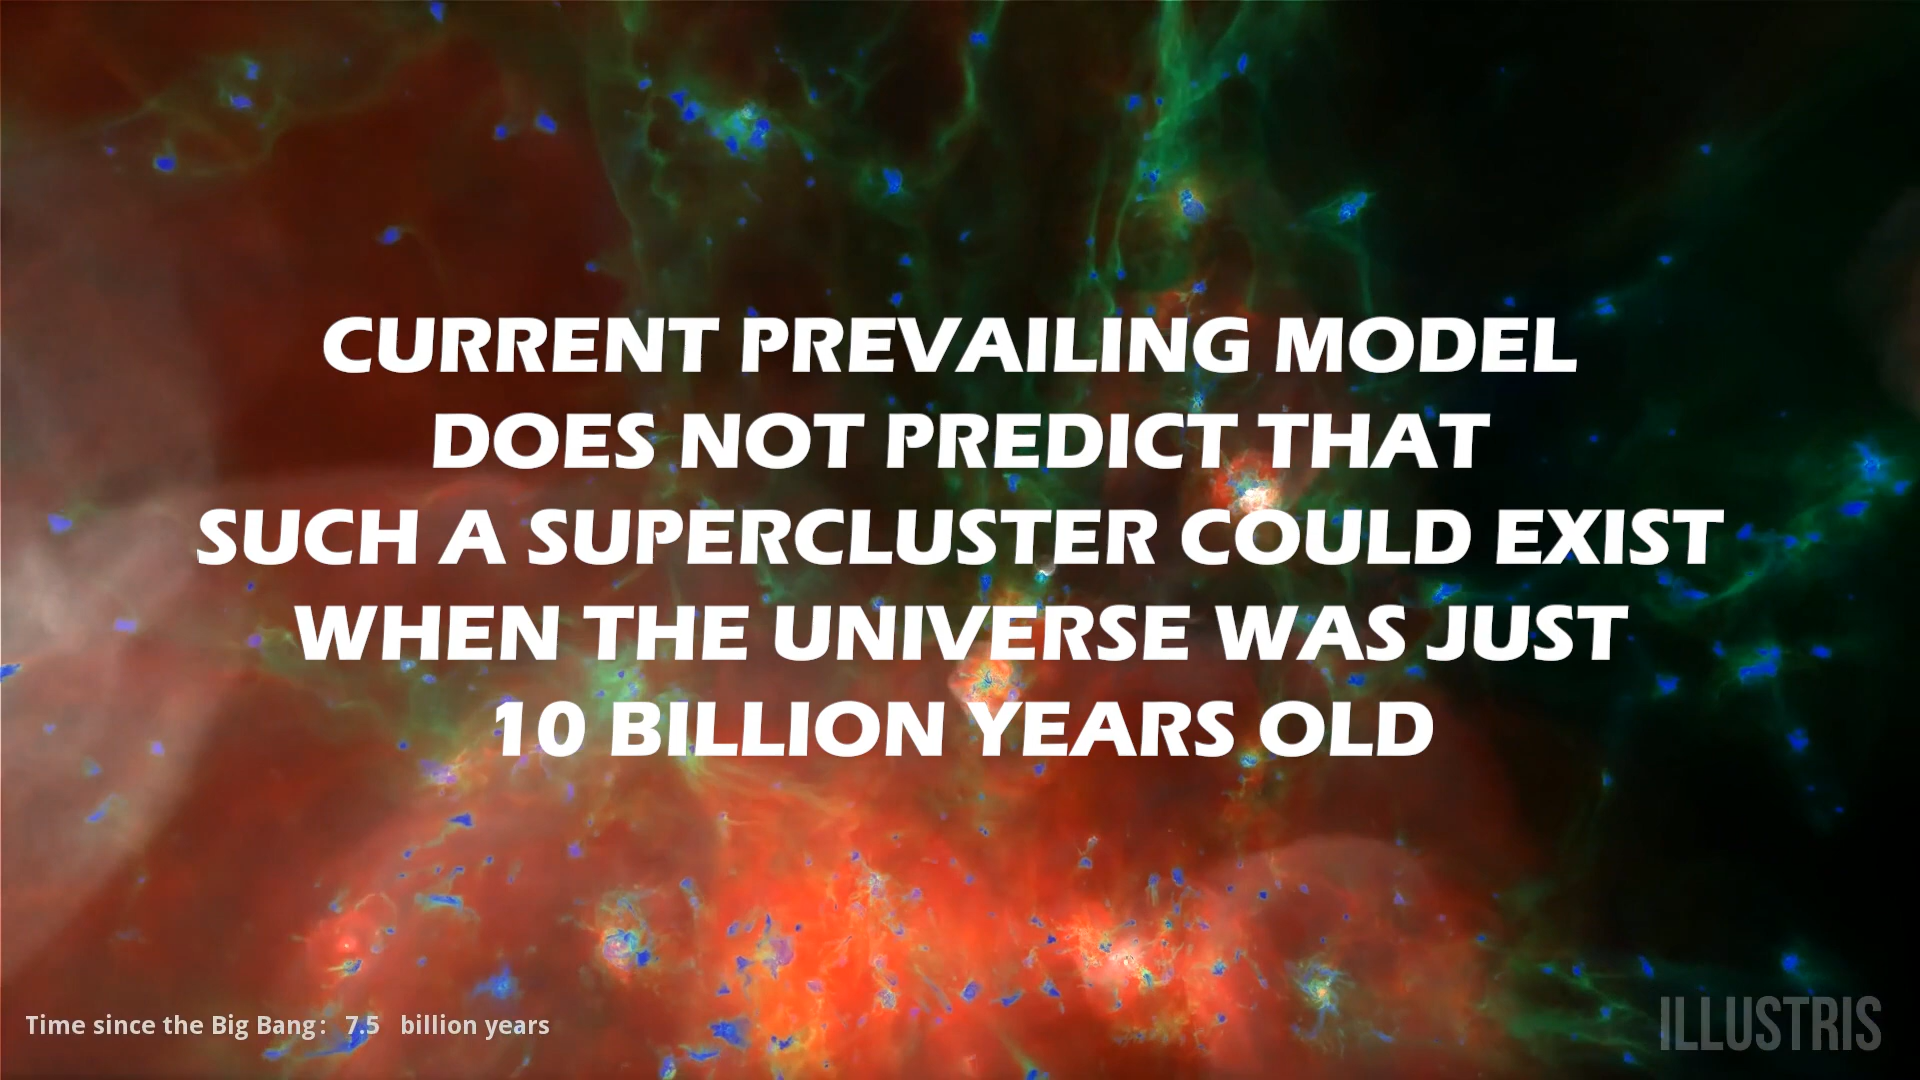 CURRENT PREVAILING MODEL
DOES NOT PREDICT THAT
SUCH A SUPERCLUSTER COULD EXIST
WHEN THE UNIVERSE WAS JUST
10 BILLION YEARS OLD
Time since the Big Bang: 7.5 billion years
ILLUSTRIS